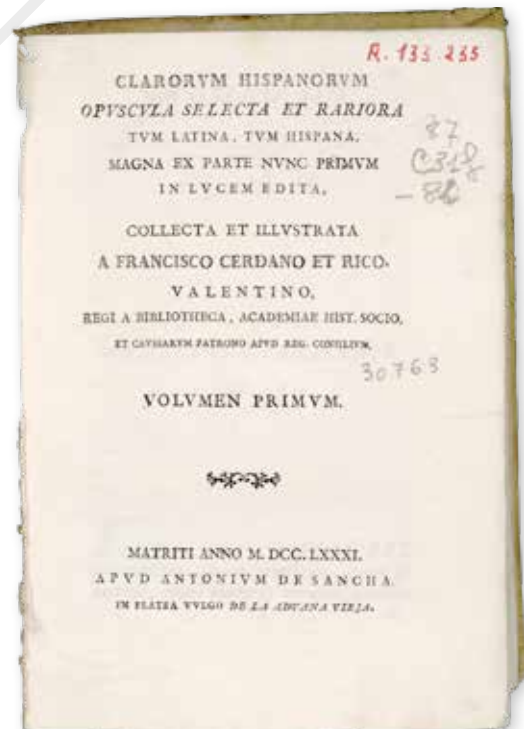 R. 133 235
CLARORVM HISPANORVM
OPVSCVLA SELECTA ET RARIORA
TVM LATINA, TVM HISPANA,
MAGNA EX PARTE NVNC PRIMVM
IN LVCEM EDITA,
COLLECTA ET ILLVSTRATA
A FRANCISCO CERDANO ET RICO.
VALENTINO,
REGI A BIBLIOTHECA, ACADEMIAE HIST. SOCIO,
ET CAVSSARVM PATRONO APVD REG. CONSILIVM.
30763
VOLVMEN PRIMVM.
MATRITI ANNO M. DCC. LXXXI.
APVD ANTONIVM DE SANCHA.
IN PLATEA VVLGO DE LA ADUANA VIEJA.